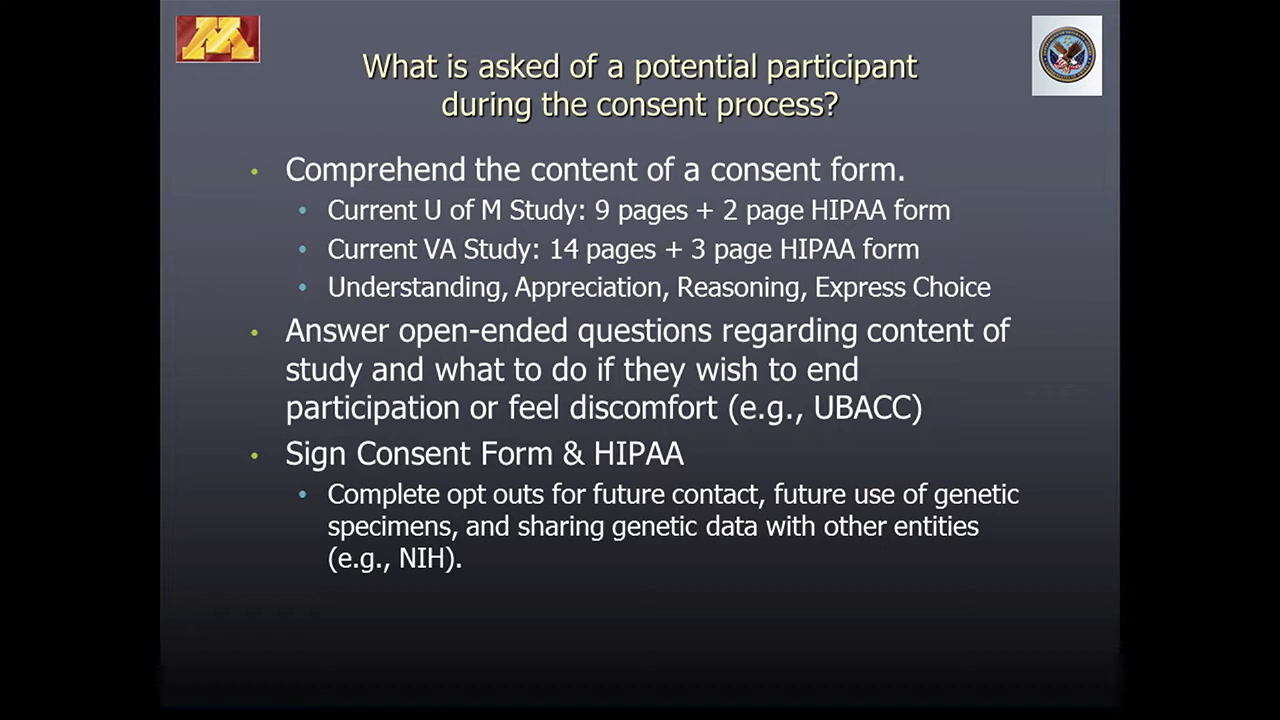 What is asked of a potential participant
during the consent process?
• Comprehend the content of a consent form.
• Current U of M Study: 9 pages + 2 page HIPAA form
• Current VA Study: 14 pages + 3 page HIPAA form
• Understanding, Appreciation, Reasoning, Express Choice
• Answer open-ended questions regarding content of
study and what to do if they wish to end
participation or feel discomfort (e.g., UBACC)
• Sign Consent Form & HIPAA
• Complete opt outs for future contact, future use of genetic
specimens, and sharing genetic data with other entities
(e.g., NIH).